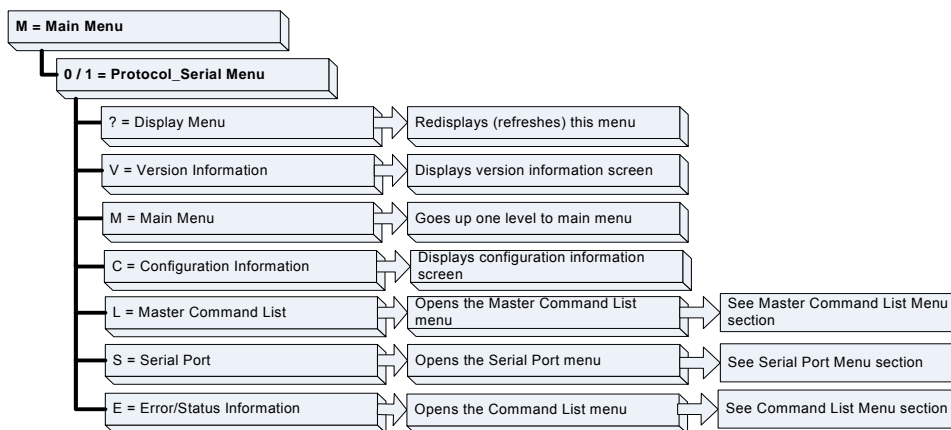 M = Main Menu
0 / 1 = Protocol_Serial Menu
? = Display Menu
Redisplays (refreshes) this menu
V = Version Information
Displays version information screen
M = Main Menu
Goes up one level to main menu
C = Configuration Information
Displays configuration information
screen
L = Master Command List
Opens the Master Command List
menu
See Master Command List Menu
section
S = Serial Port
Opens the Serial Port menu
See Serial Port Menu section
E = Error/Status Information
Opens the Command List menu
See Command List Menu section